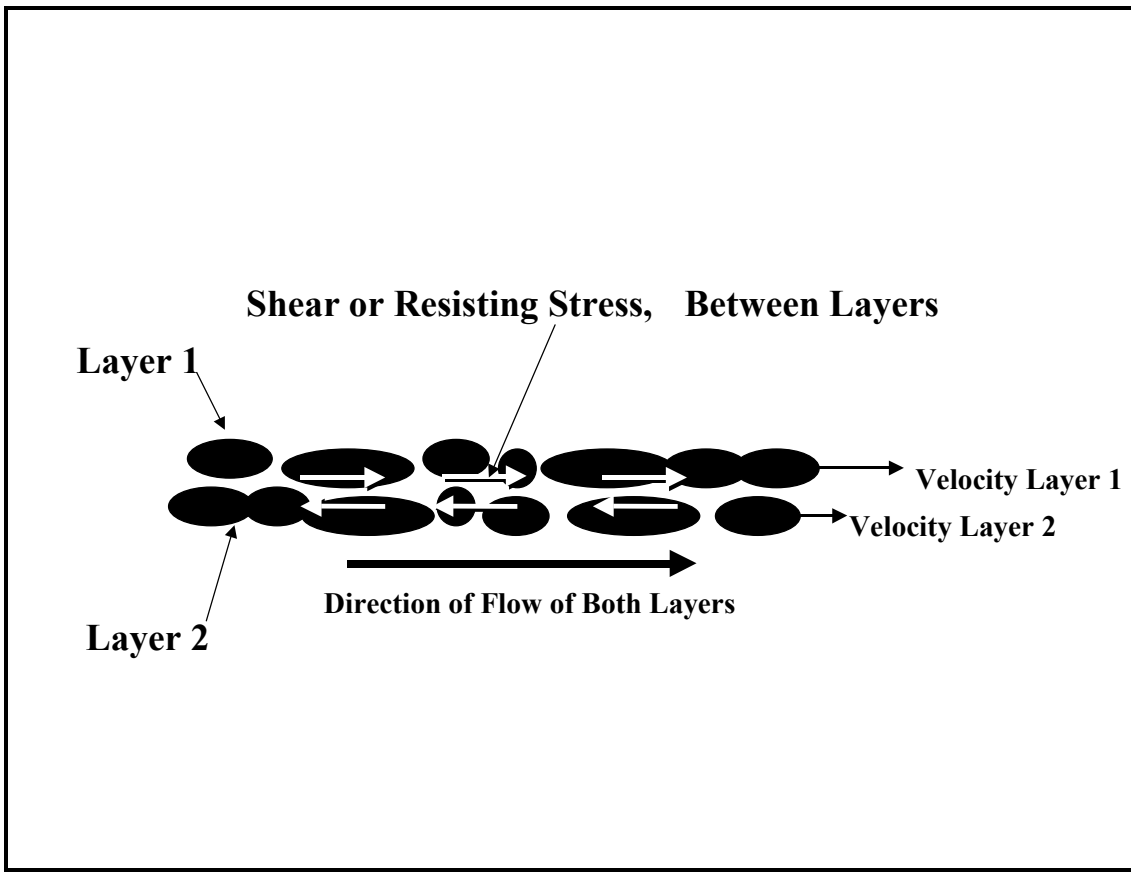 Shear or Resisting Stress, Between Layers
Layer 1
Velocity Layer 1
Velocity Layer 2
Direction of Flow of Both Layers
Layer 2